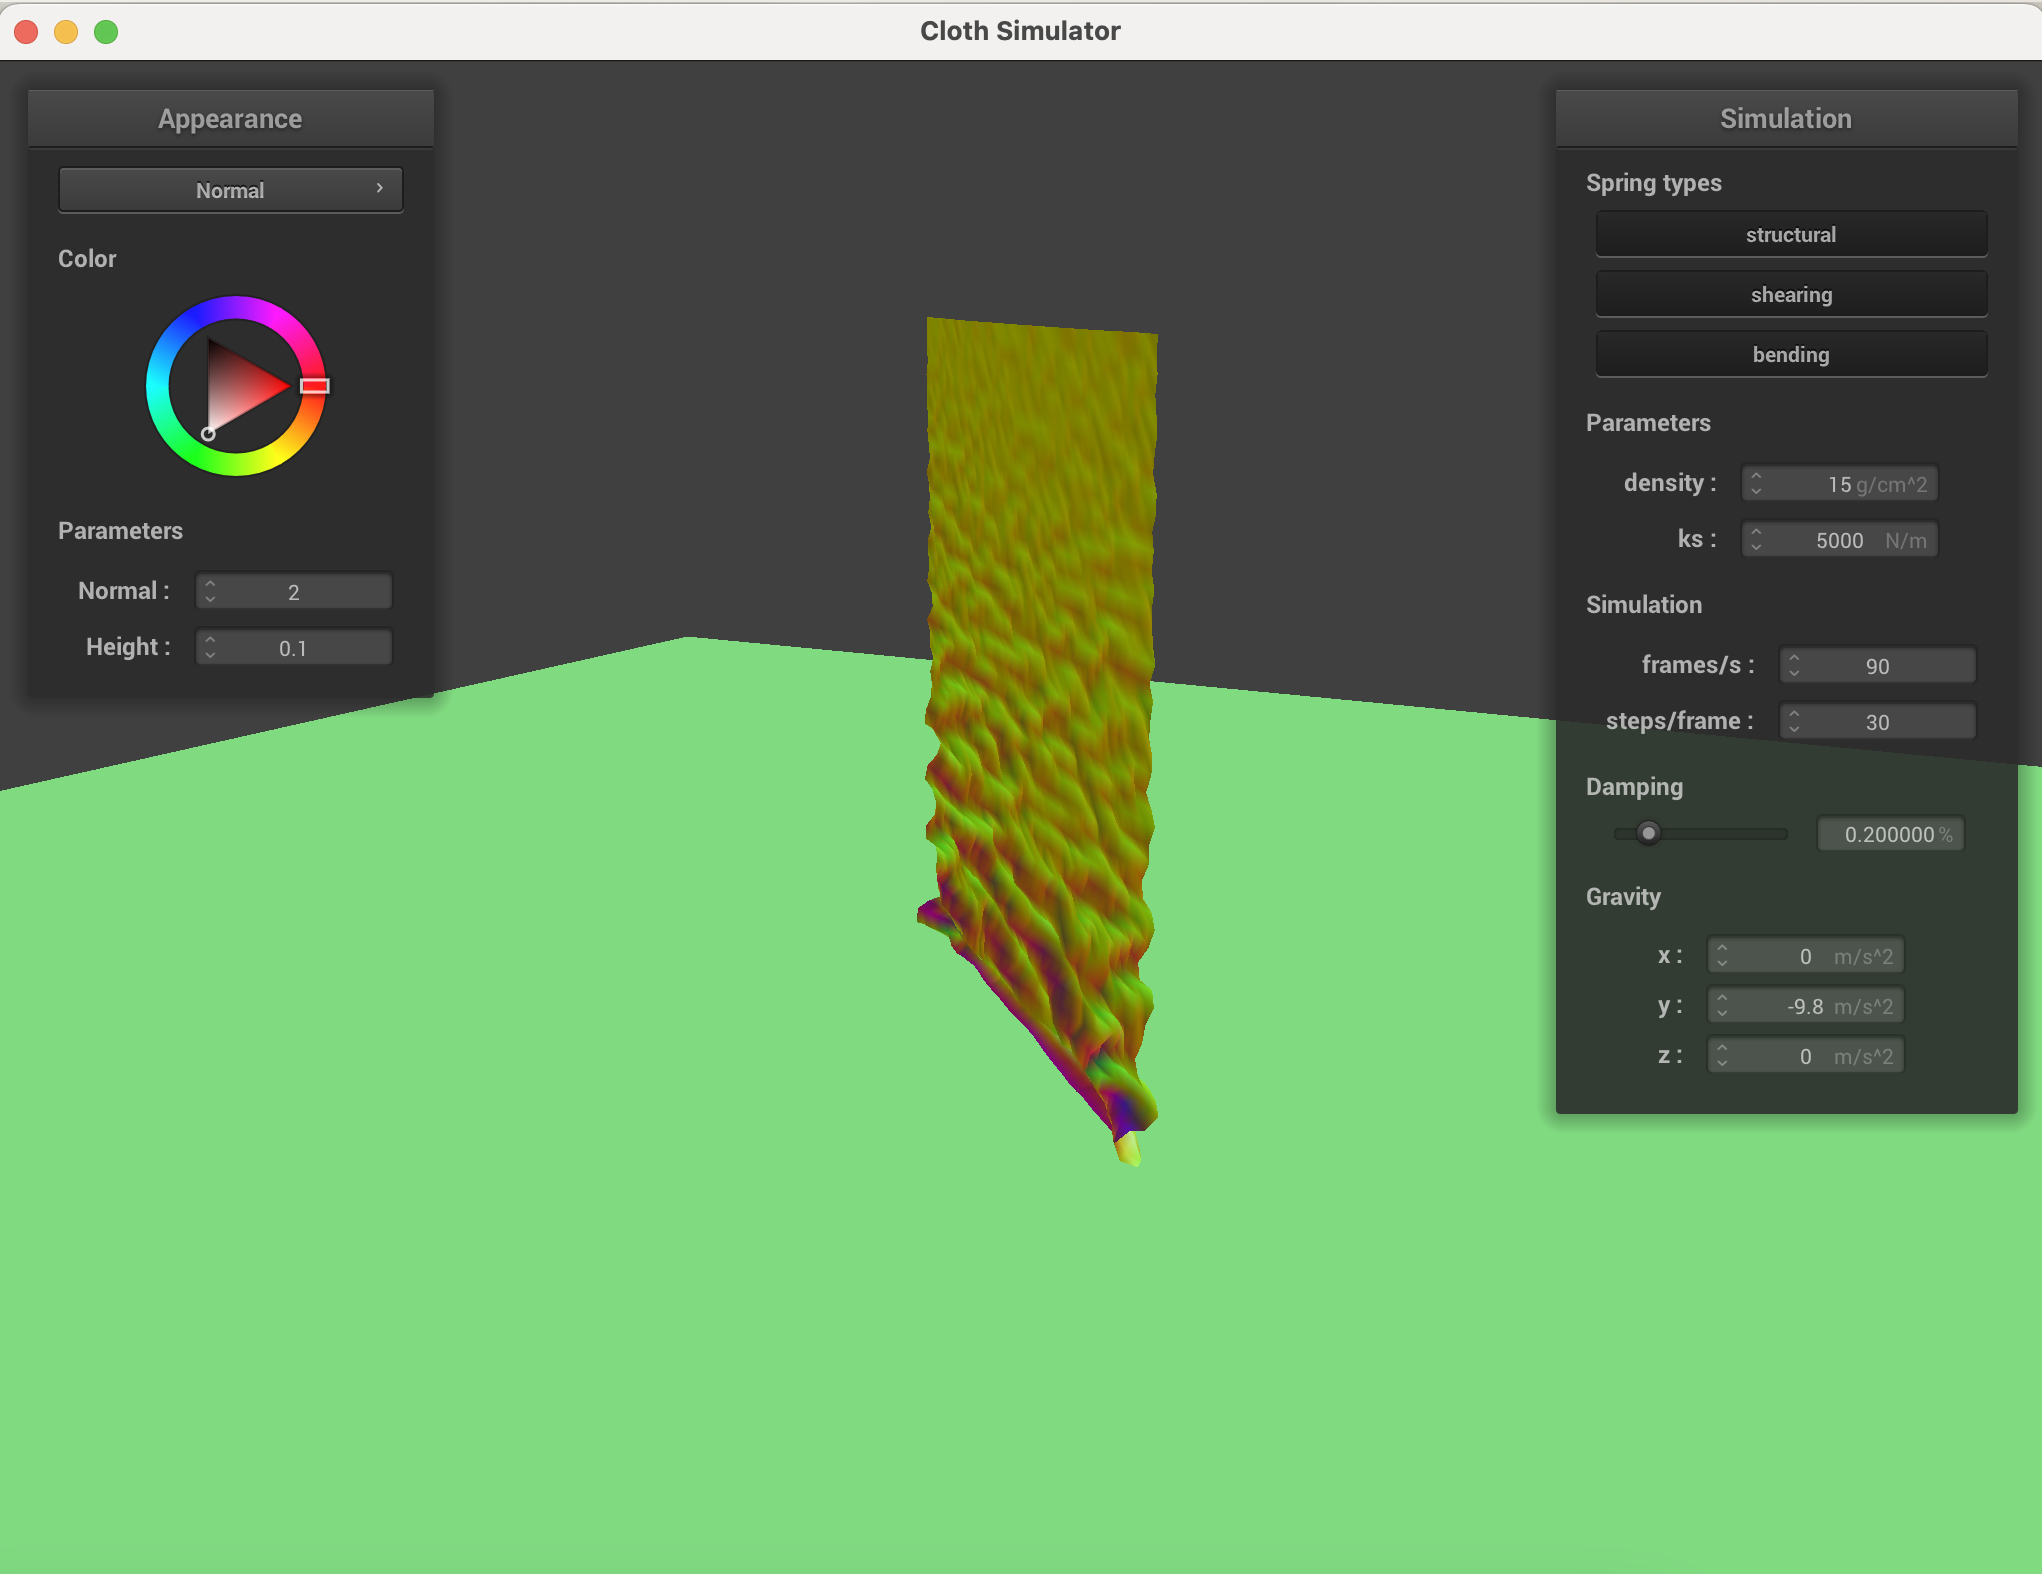 Cloth Simulator
Appearance
Normal
Color
Parameters
Normal : 2
Height : 0.1
Simulation
Spring types
structural
shearing
bending
Parameters
density : 15 g/cm^2
ks : 5000 N/m
Simulation
frames/s : 90
steps/frame : 30
Damping
0.200000 %
Gravity
x : 0 m/s^2
y : -9.8 m/s^2
z : 0 m/s^2